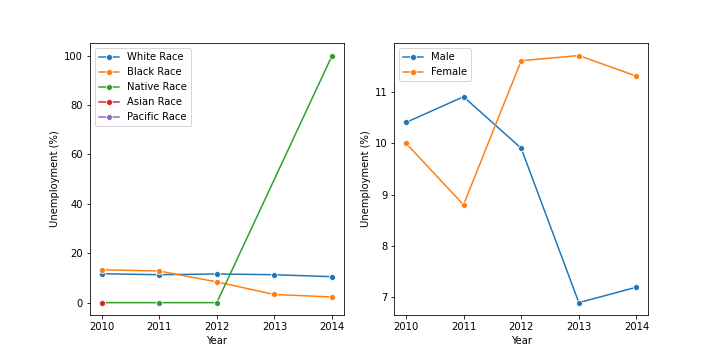 White Race
Black Race
Native Race
Asian Race
Pacific Race
100
80
60
40
20
0
Unemployment (%)
2010 2011 2012 2013 2014
Year
Male
Female
11
10
9
8
7
Unemployment (%)
2010 2011 2012 2013 2014
Year